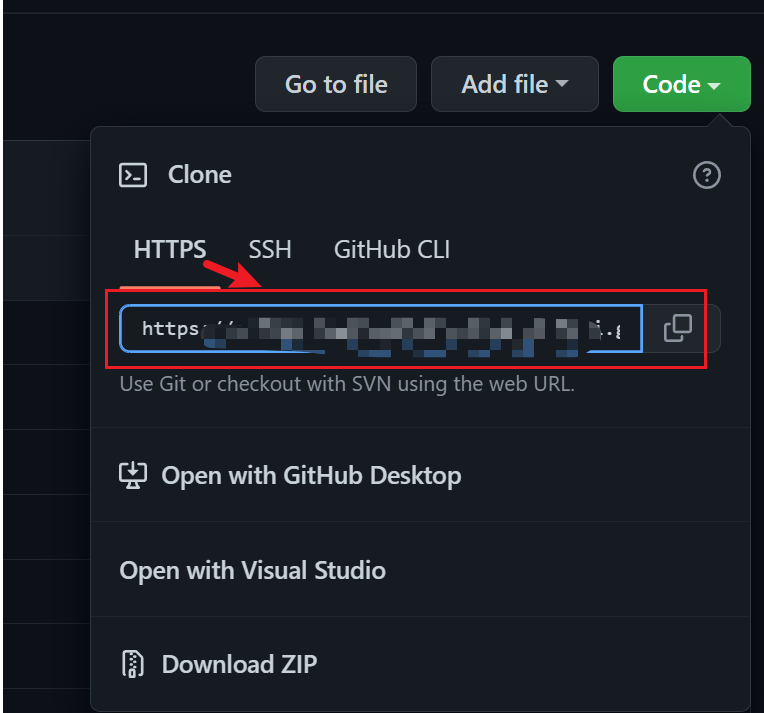 Go to file Add file Code
Clone
HTTPS SSH GitHub CLI
https:/
Use Git or checkout with SVN using the web URL.
Open with GitHub Desktop
Open with Visual Studio
Download ZIP